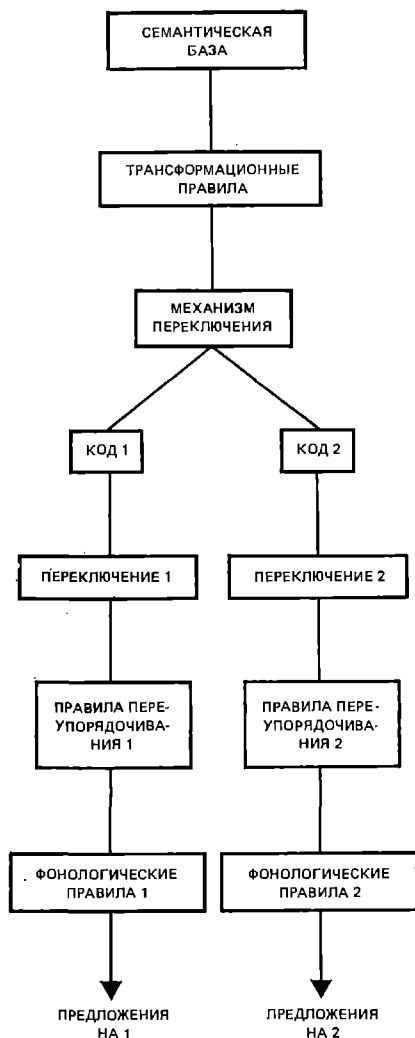 СЕМАНТИЧЕСКАЯ
БАЗА
ТРАНСФОРМАЦИОННЫЕ
ПРАВИЛА
МЕХАНИЗМ
ПЕРЕКЛЮЧЕНИЯ
КОД 1
КОД 2
ПЕРЕКЛЮЧЕНИЕ 1
ПЕРЕКЛЮЧЕНИЕ 2
ПРАВИЛА ПЕРЕ-
УПОРЯДОЧИВА-
НИЯ 1
ПРАВИЛА ПЕРЕ-
УПОРЯДОЧИВА-
НИЯ 2
ФОНОЛОГИЧЕСКИЕ
ПРАВИЛА 1
ФОНОЛОГИЧЕСКИЕ
ПРАВИЛА 2
ПРЕДЛОЖЕНИЯ
НА 1
ПРЕДЛОЖЕНИЯ
НА 2